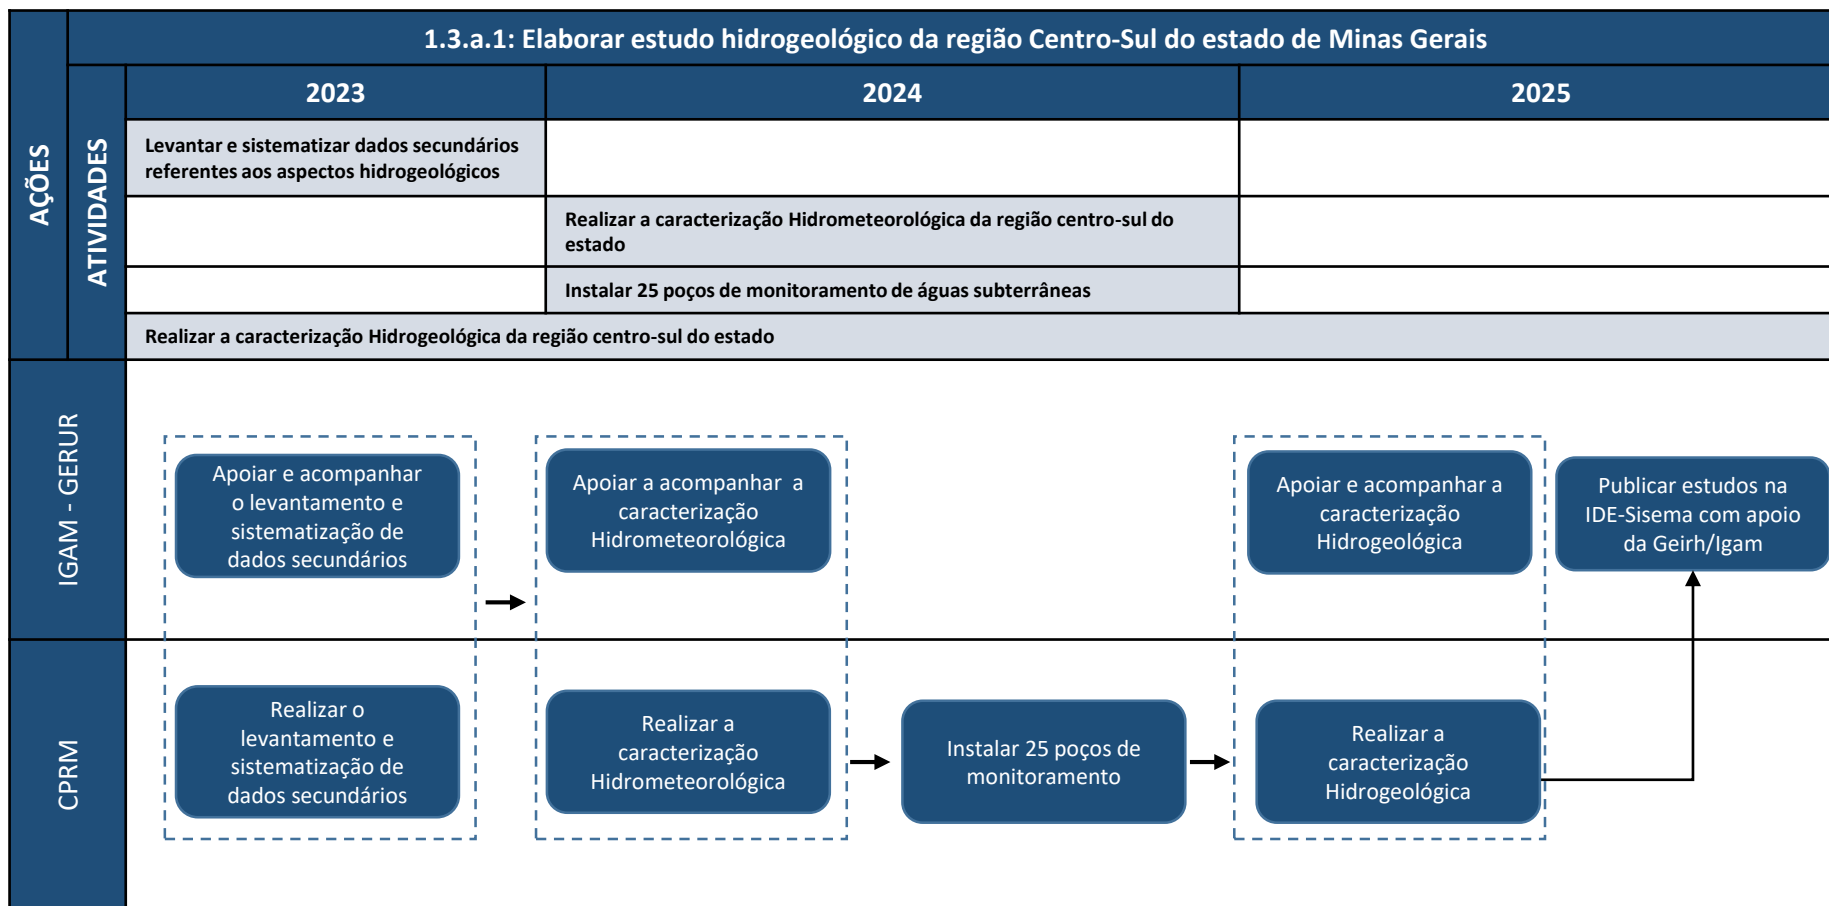 1.3.a.1: Elaborar estudo hidrogeológico da região Centro-Sul do estado de Minas Gerais
AÇÕES
ATIVIDADES
2023
2024
2025
Levantar e sistematizar dados secundários
referentes aos aspectos hidrogeológicos
Realizar a caracterização Hidrometeorológica da região centro-sul do
estado
Instalar 25 poços de monitoramento de águas subterrâneas
Realizar a caracterização Hidrogeológica da região centro-sul do estado
IGAM - GERUR
Apoiar e acompanhar
o levantamento e
sistematização de
dados secundários
Apoiar a acompanhar a
caracterização
Hidrometeorológica
Apoiar e acompanhar a
caracterização
Hidrogeológica
Publicar estudos na
IDE-Sisema com apoio
da Geirh/Igam
CPRM
Realizar o
levantamento e
sistematização de
dados secundários
Realizar a
caracterização
Hidrometeorológica
Instalar 25 poços de
monitoramento
Realizar a
caracterização
Hidrogeológica